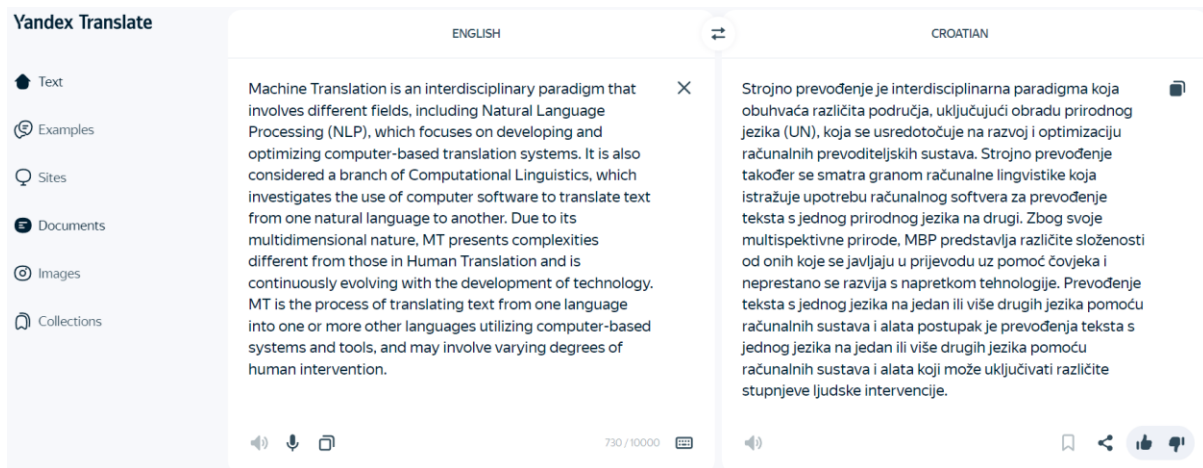 Yandex Translate
Text
Examples
Sites
Documents
Images
Collections
ENGLISH
Machine Translation is an interdisciplinary paradigm that
involves different fields, including Natural Language
Processing (NLP), which focuses on developing and
optimizing computer-based translation systems. It is also
considered a branch of Computational Linguistics, which
investigates the use of computer software to translate text
from one natural language to another. Due to its
multidimensional nature, MT presents complexities
different from those in Human Translation and is
continuously evolving with the development of technology.
MT is the process of translating text from one language
into one or more other languages utilizing computer-based
systems and tools, and may involve varying degrees of
human intervention.
730 / 10000
CROATIAN
Strojno prevođenje je interdisciplinarna paradigma koja
obuhvaća različita područja, uključujući obradu prirodnog
jezika (UN), koja se usredotočuje na razvoj i optimizaciju
računalnih prevoditeljskih sustava. Strojno prevođenje
također se smatra granom računalne lingvistike koja
istražuje upotrebu računalnog softvera za prevođenje
teksta s jednog prirodnog jezika na drugi. Zbog svoje
multispektivne prirode, MBP predstavlja različite složenosti
od onih koje se javljaju u prijevodu uz pomoć čovjeka i
neprestano se razvija s napretkom tehnologije. Prevođenje
teksta s jednog jezika na jedan ili više drugih jezika pomoću
računalnih sustava i alata postupak je prevođenja teksta s
jednog jezika na jedan ili više drugih jezika pomoću
računalnih sustava i alata koji može uključivati različite
stupnjeve ljudske intervencije.